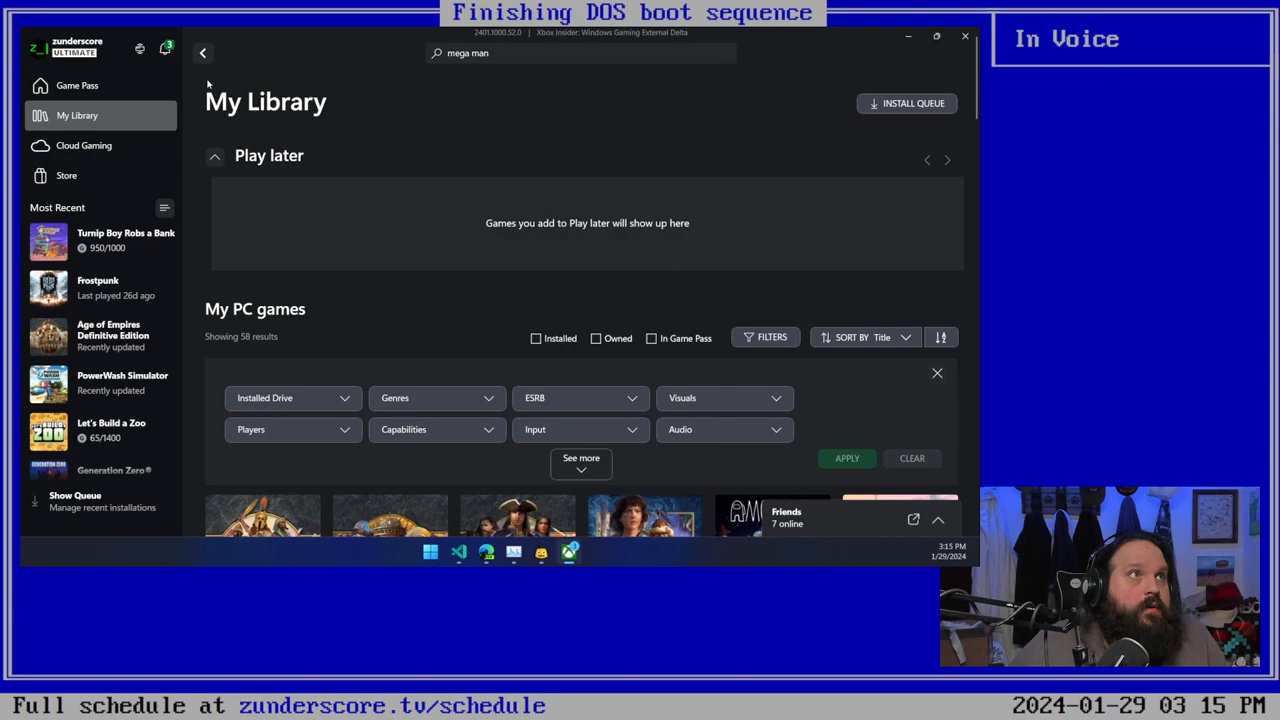 Finishing DOS boot sequence
In Voice
zunderscore
ULTIMATE
3
2401.1000.52.0 | Xbox Insider: Windows Gaming External Delta
mega man
Game Pass
My Library
Cloud Gaming
Store
Most Recent
Turnip Boy Robs a Bank
G 950/1000
Frostpunk
Last played 26d ago
Age of Empires
Definitive Edition
Recently updated
PowerWash Simulator
Recently updated
Let's Build a Zoo
G 65/1400
Generation Zero®
Show Queue
Manage recent installations
My Library
INSTALL QUEUE
Play later
Games you add to Play later will show up here
My PC games
Showing 58 results
Installed
Owned
In Game Pass
FILTERS
SORT BY Title
Installed Drive
Genres
ESRB
Visuals
Players
Capabilities
Input
Audio
See more
APPLY
CLEAR
Friends
7 online
3:15 PM
1/29/2024
Full schedule at zunderscore.tv/schedule
2024-01-29 03 15 PM